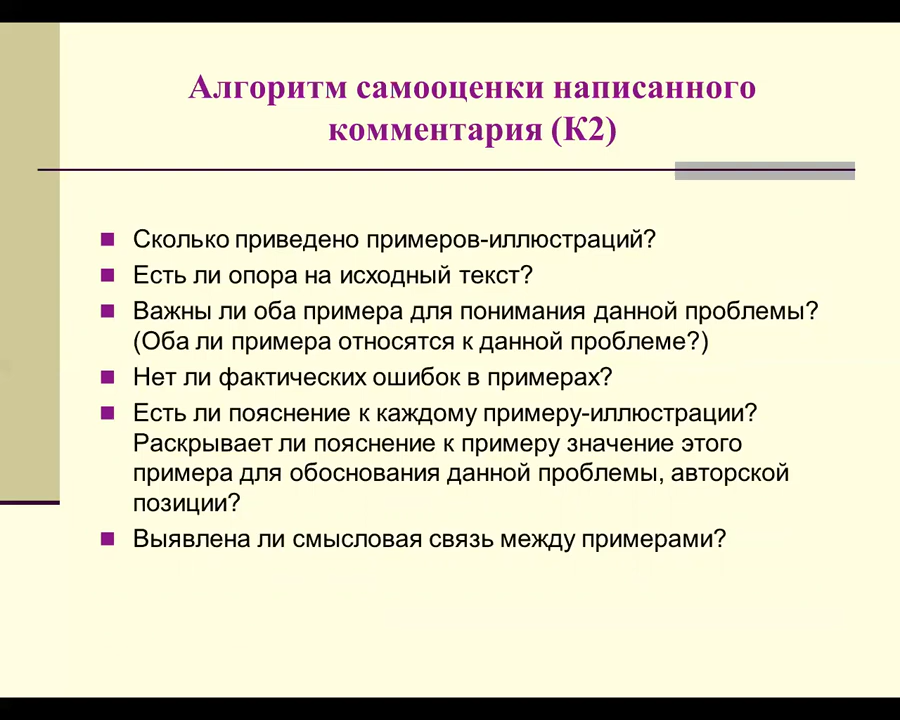 Алгоритм самооценки написанного
комментария (К2)
Сколько приведено примеров-иллюстраций?
Есть ли опора на исходный текст?
Важны ли оба примера для понимания данной проблемы?
(Оба ли примера относятся к данной проблеме?)
Нет ли фактических ошибок в примерах?
Есть ли пояснение к каждому примеру-иллюстрации?
Раскрывает ли пояснение к примеру значение этого
примера для обоснования данной проблемы, авторской
позиции?
Выявлена ли смысловая связь между примерами?